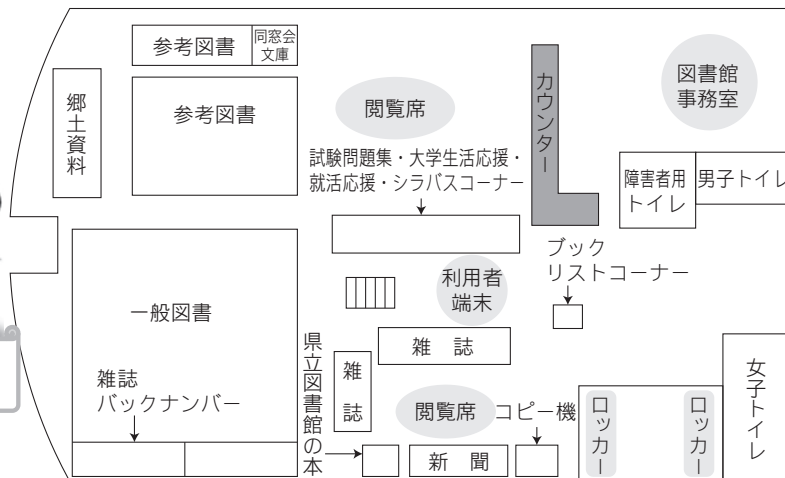 参考図書
同窓会
文庫
郷土資料
参考図書
閲覧席
カウンター
図書館
事務室
試験問題集・大学生活応援・
就活応援・シラバスコーナー
障害者用
トイレ
男子トイレ
ブック
リストコーナー
利用者
端末
一般図書
雑誌
雑誌
バックナンバー
県立図書館の本
雑誌
閲覧席
コピー機
新聞
ロッカー
ロッカー
女子トイレ